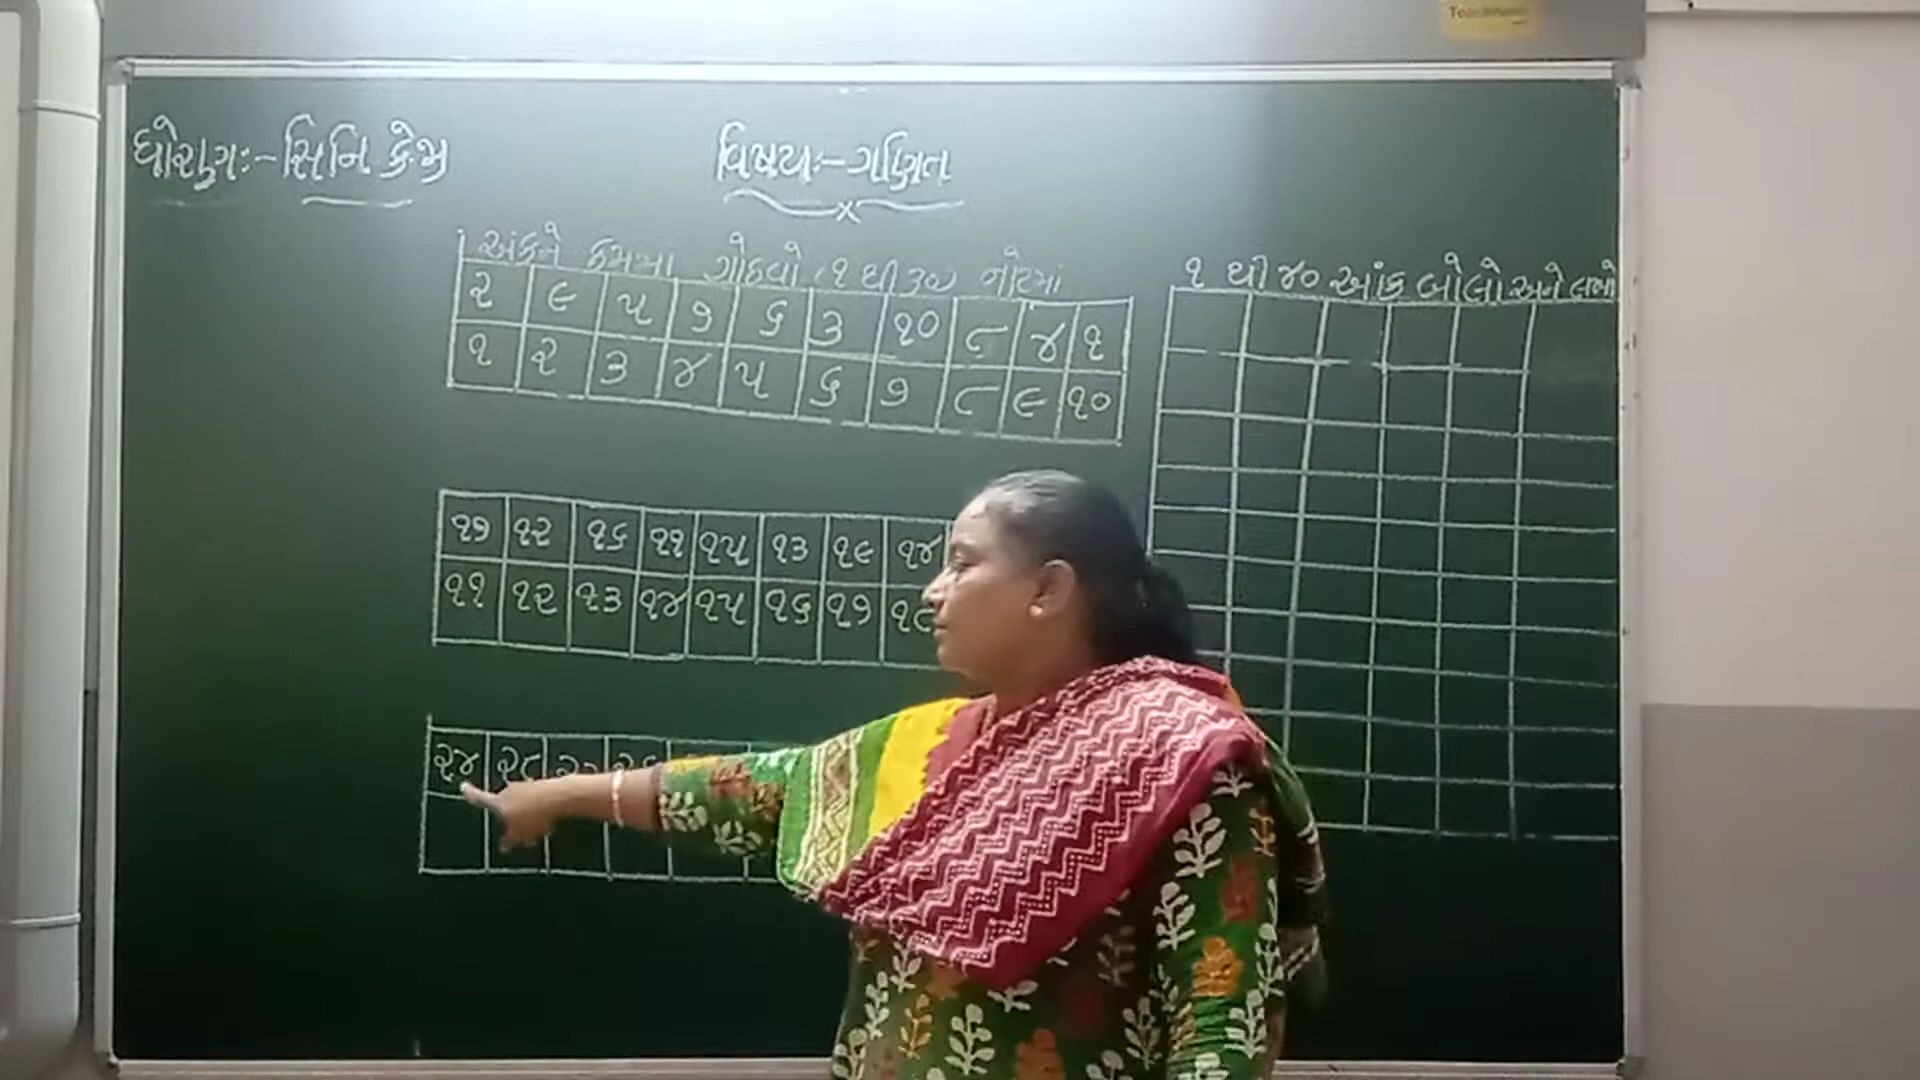 ધોરણઃ- સિનિ કેજી
વિષયઃ- ગણિત
અંકને ક્રમમાં ગોઠવો (૧ થી ૩૦) નોટમાં
૨ ૯ ૫ ૭ ૬ ૩ ૧૦ ૮ ૪ ૧
૧ ૨ ૩ ૪ ૫ ૬ ૭ ૮ ૯ ૧૦
૧૭ ૧૨ ૧૬ ૧૧ ૧૫ ૧૩ ૧૯ ૧૪
૧૧ ૧૨ ૧૩ ૧૪ ૧૫ ૧૬ ૧૭ ૧૮
૨૪ ૨૮
૧ થી ૪૦ આંક બોલો અને લખો